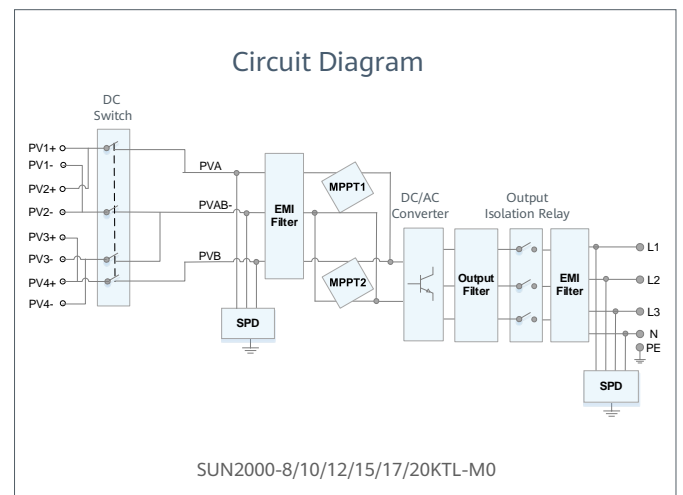 Circuit Diagram
DC
Switch
PV1+
PV1-
PV2+
PV2-
PV3+
PV3-
PV4+
PV4-
PVA
PVAB-
PVB
EMI
Filter
MPPT1
MPPT2
SPD
DC/AC
Converter
Output
Filter
Output
Isolation Relay
EMI
Filter
L1
L2
L3
N
PE
SPD
SUN2000-8/10/12/15/17/20KTL-M0